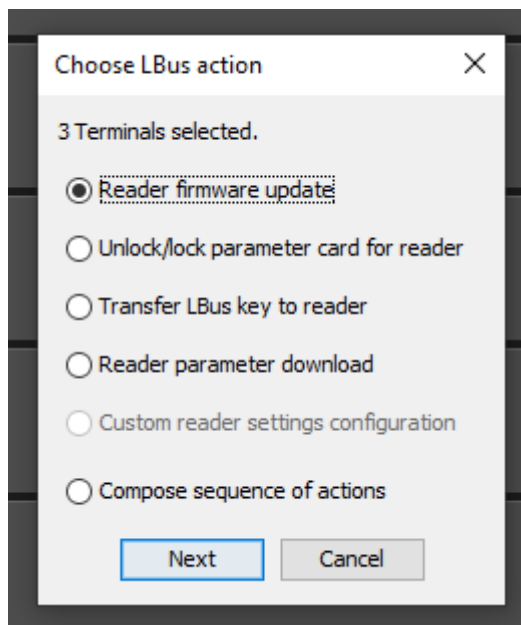 Choose LBus action
3 Terminals selected.
Reader firmware update
Unlock/lock parameter card for reader
Transfer LBus key to reader
Reader parameter download
Custom reader settings configuration
Compose sequence of actions
Next Cancel